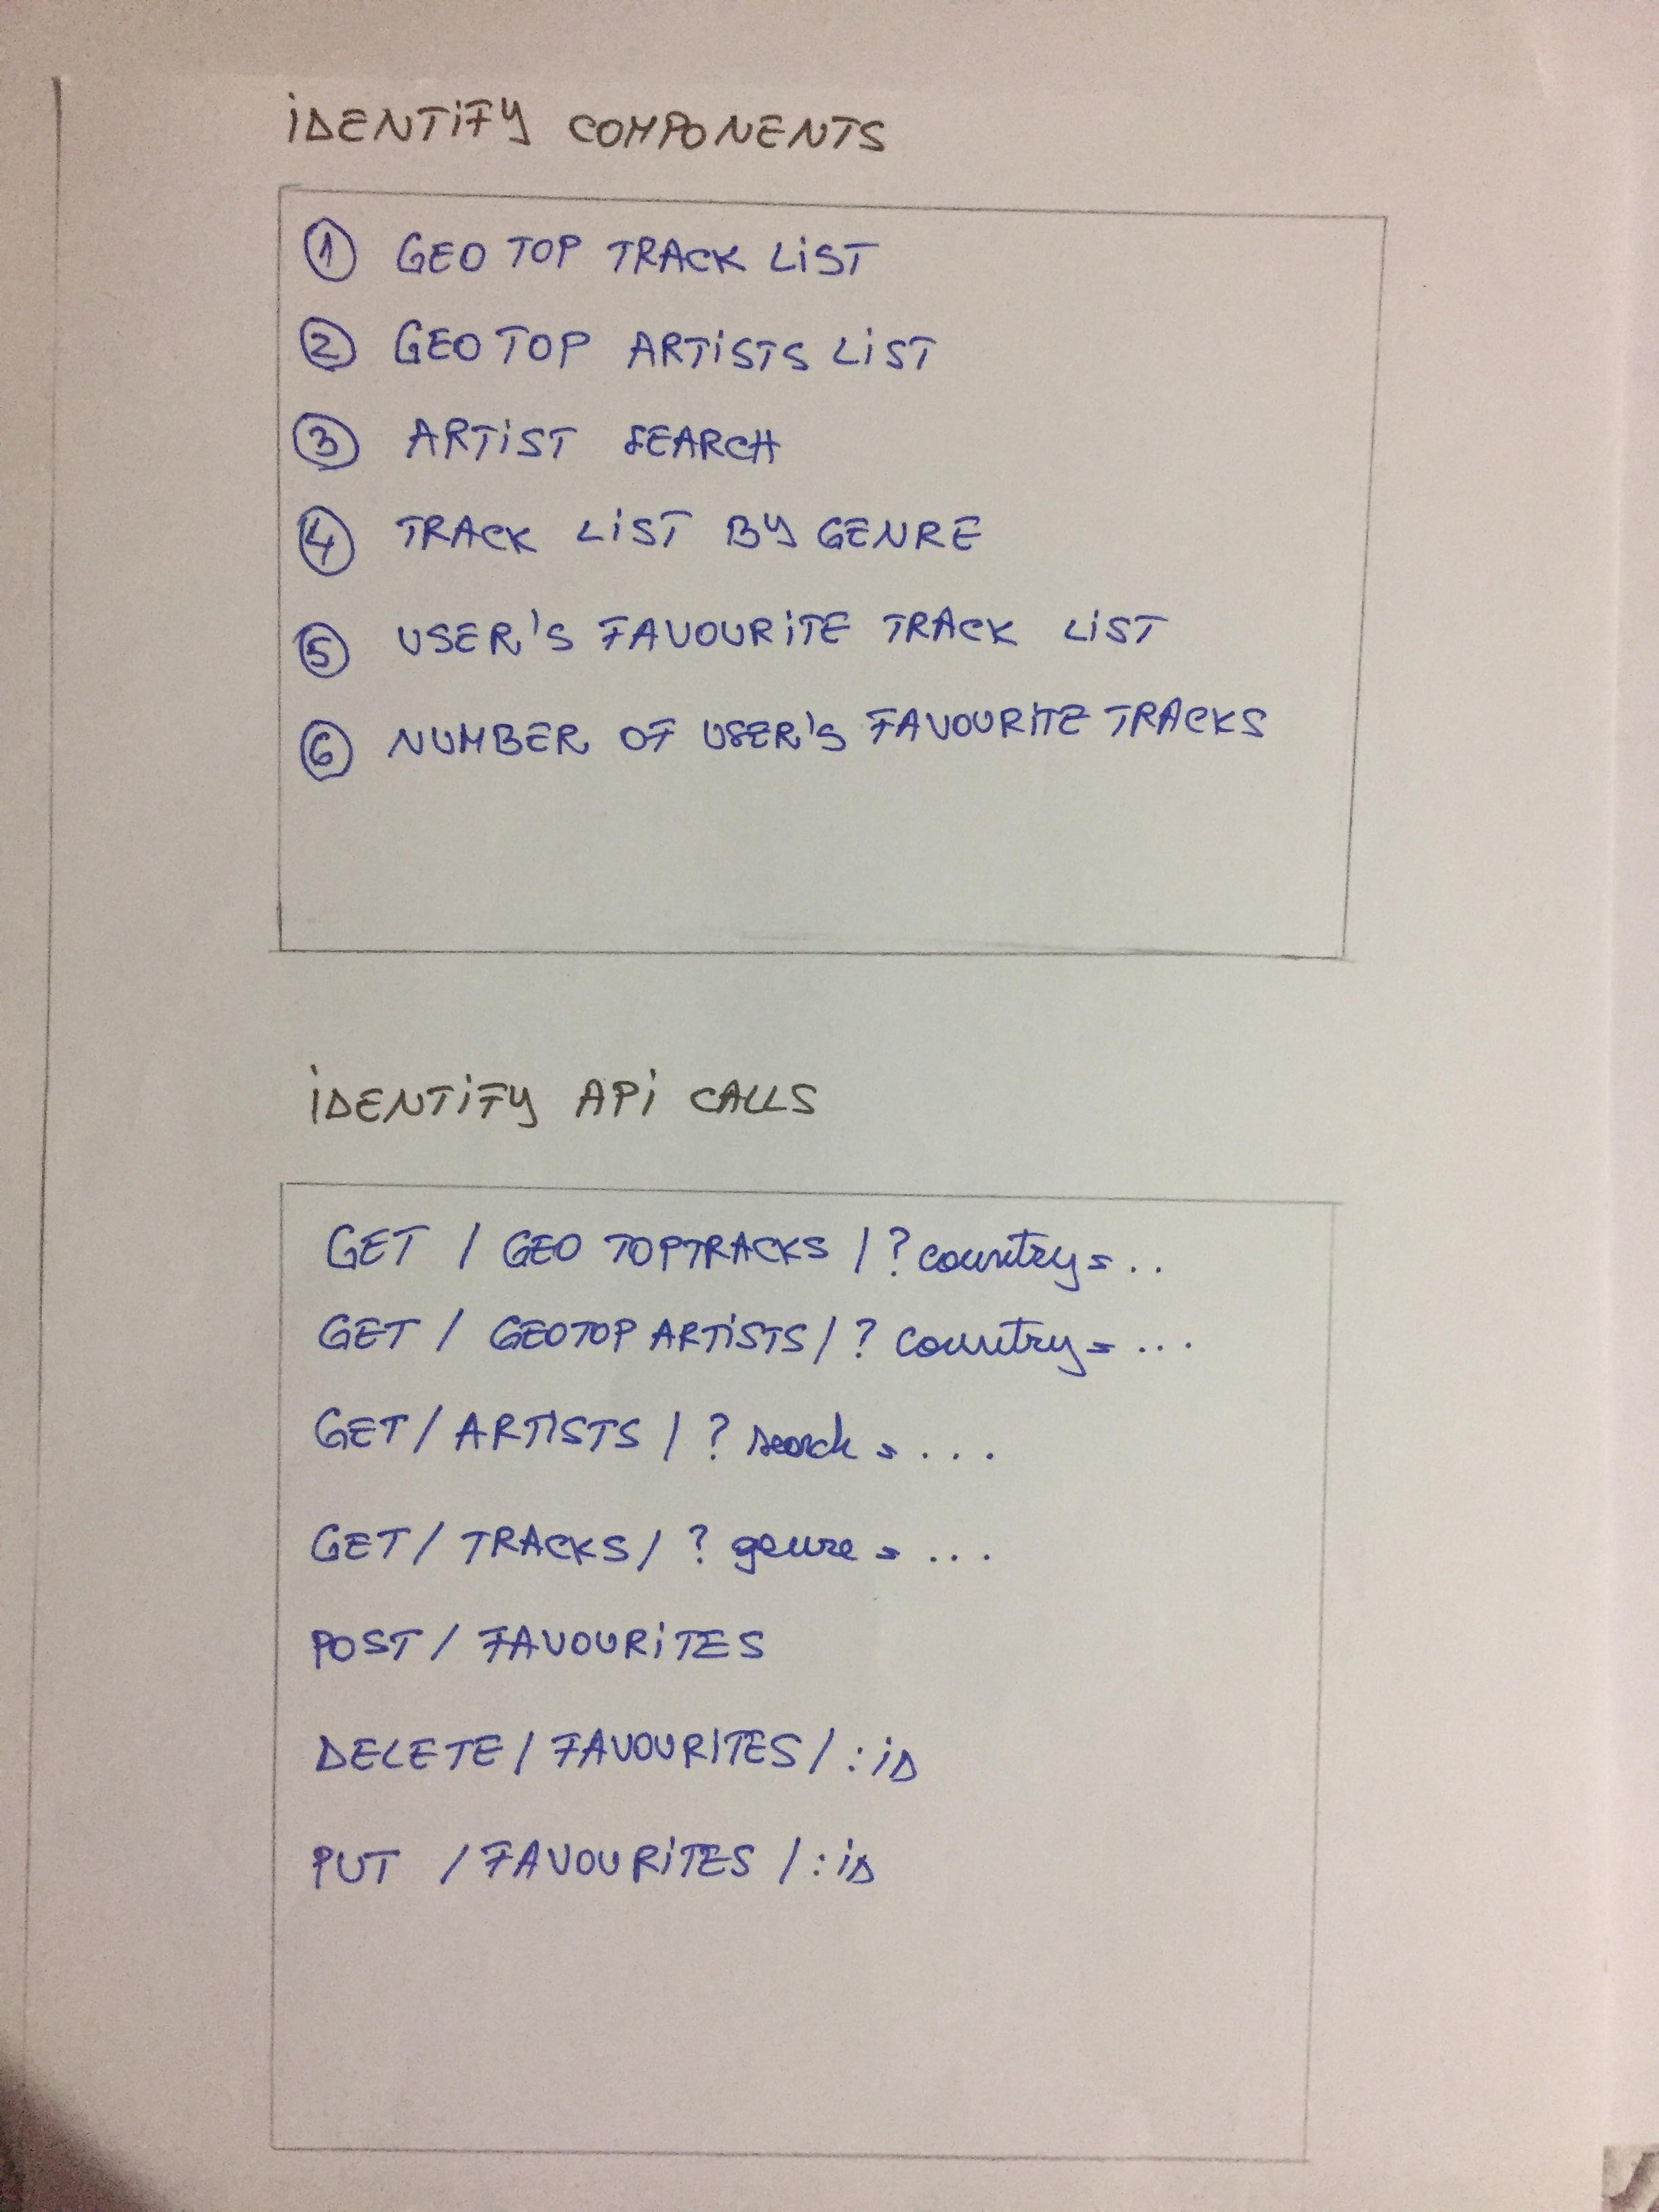 iDENTiFY COMPONENTS
1 GEO TOP TRACK LiST
2 GEO TOP ARTiSTS LiST
3 ARTiST SEARCH
4 TRACK LiST BY GENRE
5 USER'S FAVOURiTE TRACK LiST
6 NUMBER OF USER'S FAVOURITE TRACKS
iDENTiFY APi CALLS
GET / GEO TOPTRACKS / ? country = ..
GET / GEOTOP ARTiSTS / ? country = ...
GET / ARTISTS / ? search = ...
GET / TRACKS / ? genre = ...
POST / FAVOURiTES
DELETE / FAVOURITES / :iD
PUT / FAVOURiTES / :iD